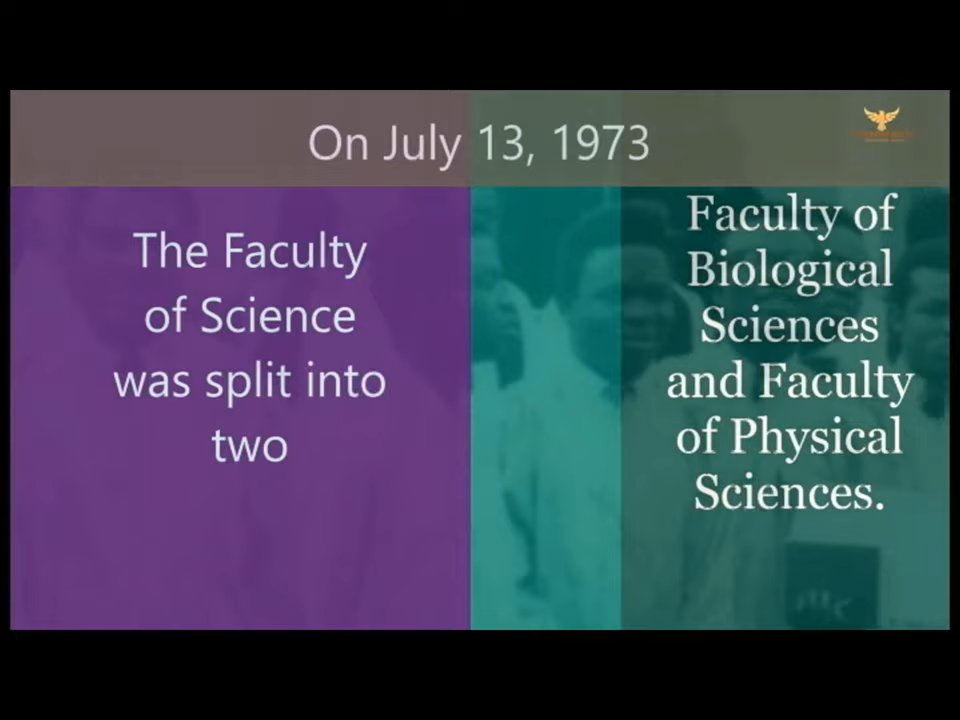 On July 13, 1973
The Faculty
of Science
was split into
two
Faculty of
Biological
Sciences
and Faculty
of Physical
Sciences.